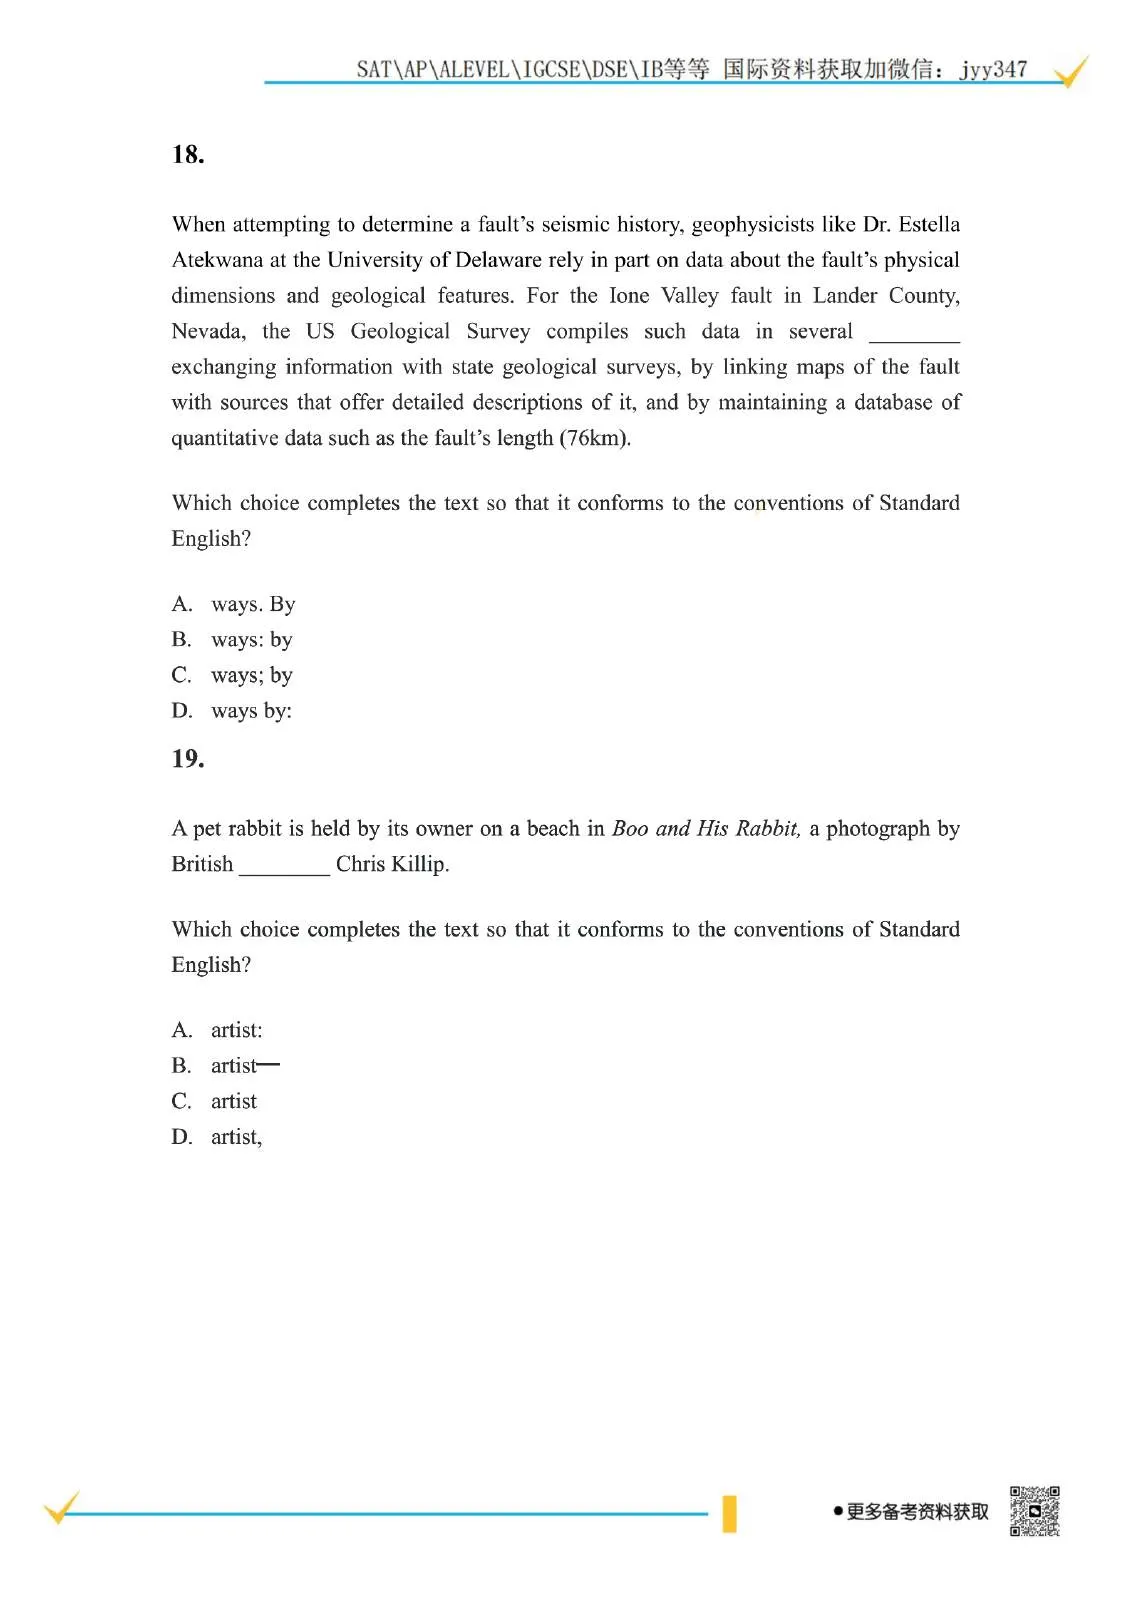 SAT\AP\ALEVEL\IGCSE\DSE\IB等等 国际资料获取加微信：jyy347
18.
When attempting to determine a fault’s seismic history, geophysicists like Dr. Estella
Atekwana at the University of Delaware rely in part on data about the fault’s physical
dimensions and geological features. For the Ione Valley fault in Lander County,
Nevada, the US Geological Survey compiles such data in several ________
exchanging information with state geological surveys, by linking maps of the fault
with sources that offer detailed descriptions of it, and by maintaining a database of
quantitative data such as the fault’s length (76km).
Which choice completes the text so that it conforms to the conventions of Standard
English?
A. ways. By
B. ways: by
C. ways; by
D. ways by:
19.
A pet rabbit is held by its owner on a beach in Boo and His Rabbit, a photograph by
British ________ Chris Killip.
Which choice completes the text so that it conforms to the conventions of Standard
English?
A. artist:
B. artist—
C. artist
D. artist,
●更多备考资料获取